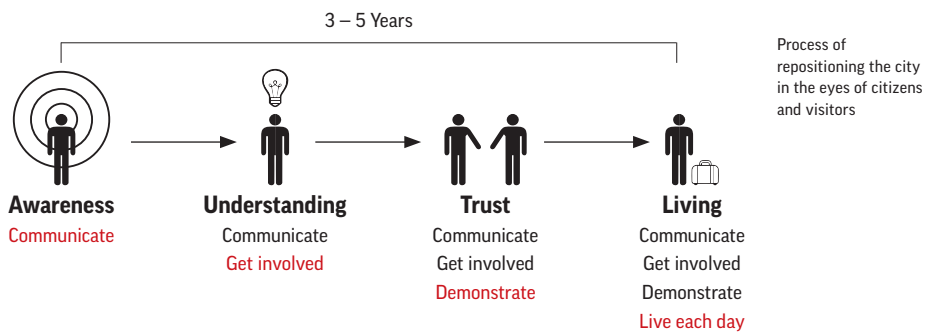 3 – 5 Years
Process of
repositioning the city
in the eyes of citizens
and visitors
Awareness
Communicate
Understanding
Communicate
Get involved
Trust
Communicate
Get involved
Demonstrate
Living
Communicate
Get involved
Demonstrate
Live each day